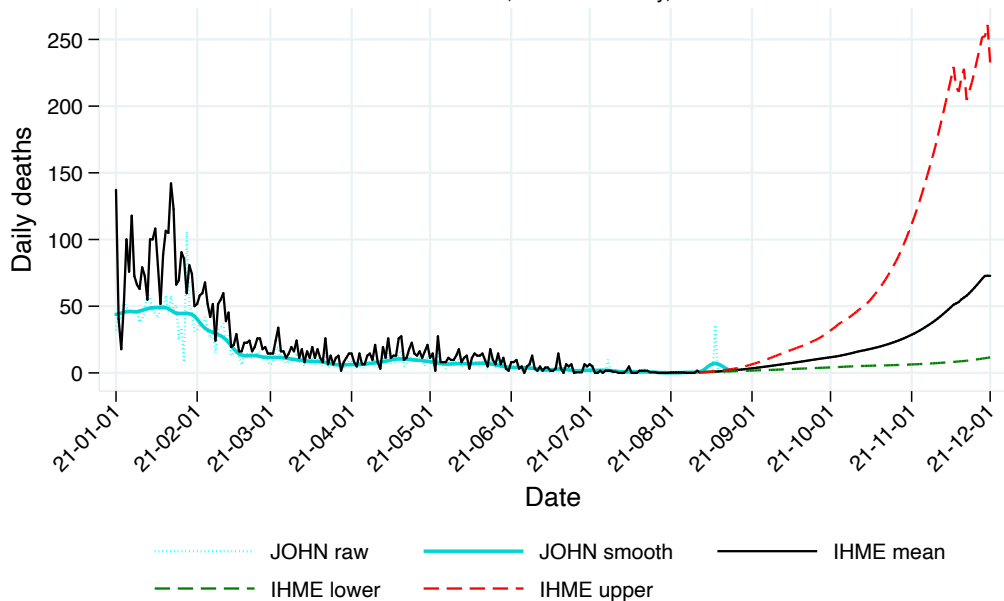 Daily deaths
250
200
150
100
50
0
21-01-01
21-02-01
21-03-01
21-04-01
21-05-01
21-06-01
21-07-01
21-08-01
21-09-01
21-10-01
21-11-01
21-12-01
Date
JOHN raw
JOHN smooth
IHME mean
IHME lower
IHME upper